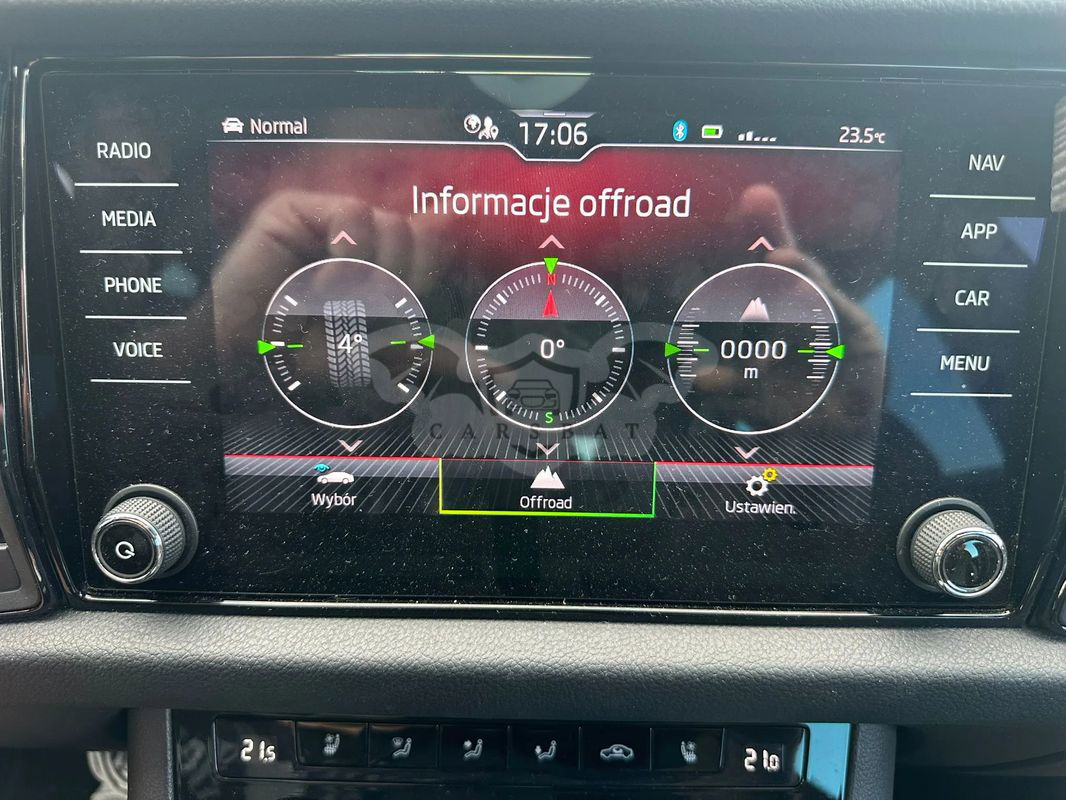 Normal
17:06
23.5°C
RADIO
MEDIA
PHONE
VOICE
Informacje offroad
4°
N
0°
S
0000
m
CARSBAT
Wybór
Offroad
Ustawien.
NAV
APP
CAR
MENU
21.5
21.0